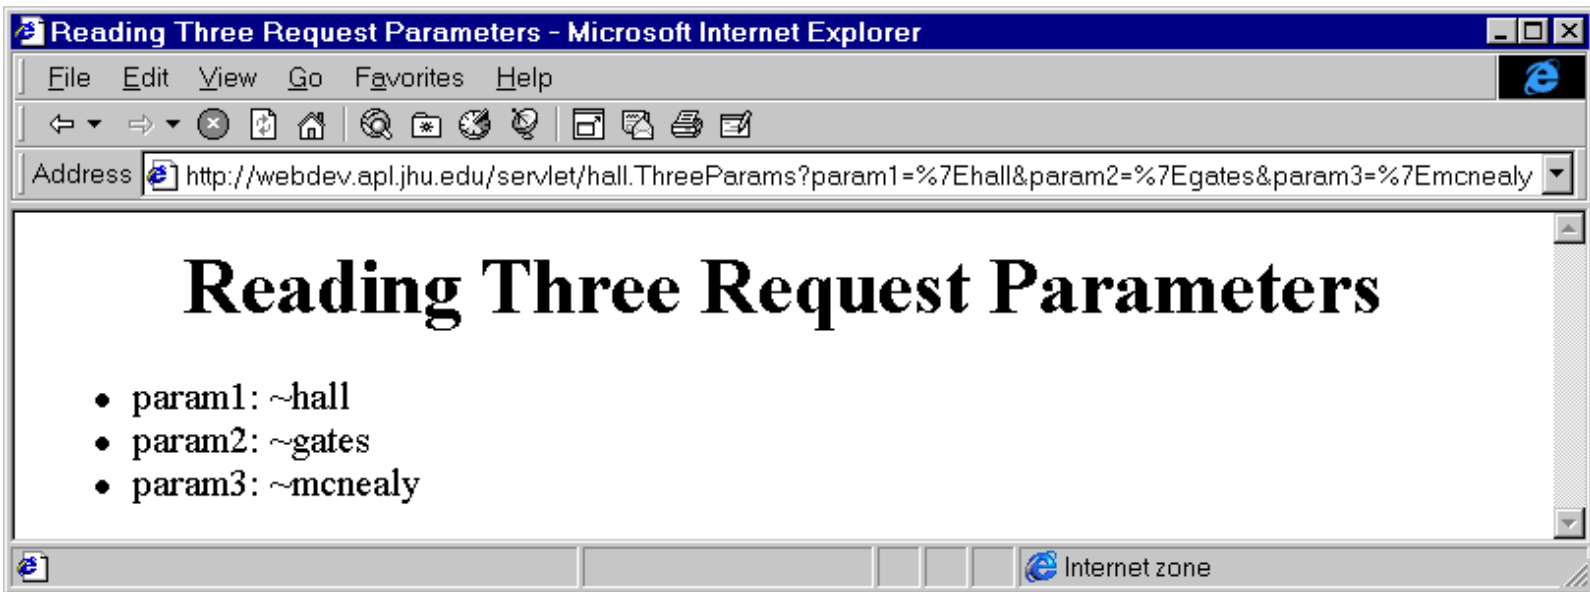 Reading Three Request Parameters - Microsoft Internet Explorer
File Edit View Go Favorites Help
Address http://webdev.apl.jhu.edu/servlet/hall.ThreeParams?param1=%7Ehall&param2=%7Egates&param3=%7Emcnealy
Reading Three Request Parameters
• param1: ~hall
• param2: ~gates
• param3: ~mcnealy
Internet zone